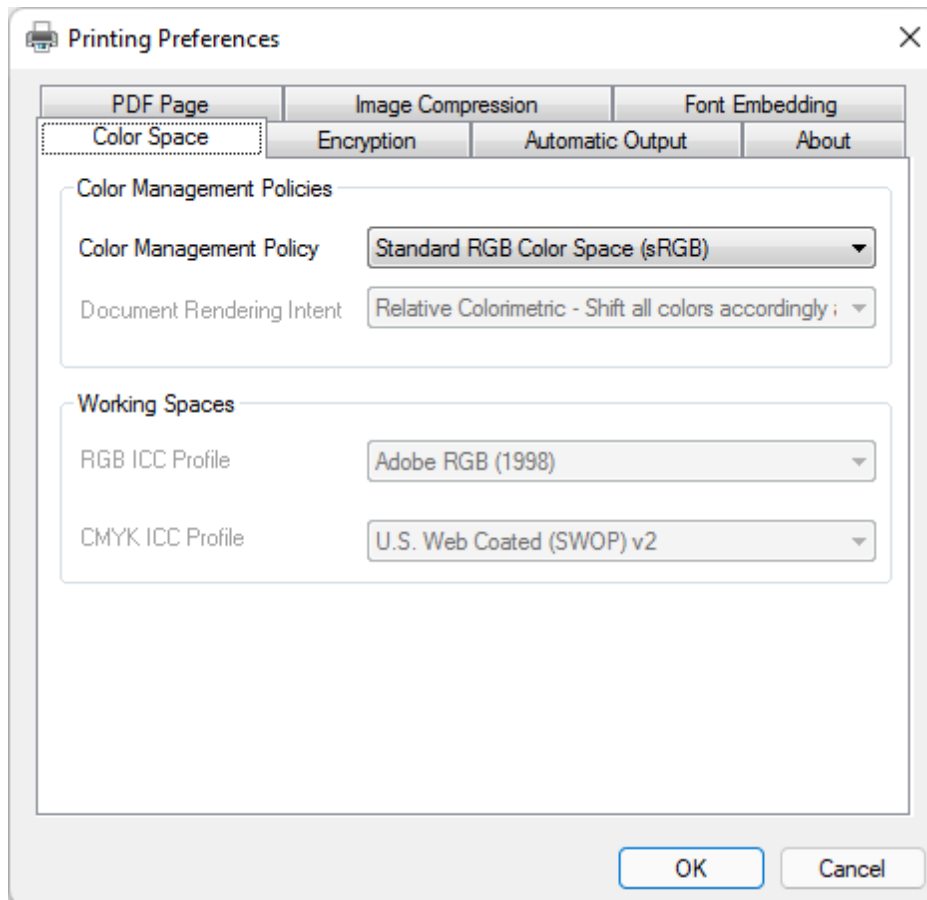 Printing Preferences
PDF Page Image Compression Font Embedding
Color Space Encryption Automatic Output About
Color Management Policies
Color Management Policy Standard RGB Color Space (sRGB)
Document Rendering Intent Relative Colorimetric - Shift all colors accordingly
Working Spaces
RGB ICC Profile Adobe RGB (1998)
CMYK ICC Profile U.S. Web Coated (SWOP) v2
OK Cancel